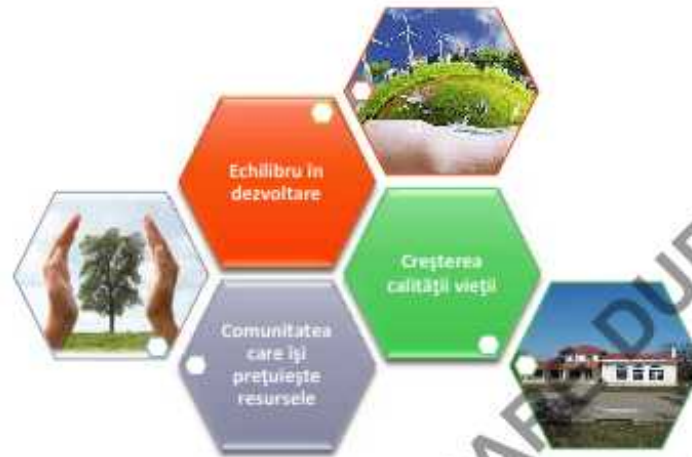 Echilibru în
dezvoltare
Creşterea
calităţii vieţii
Comunitatea
care îşi
preţuieşte
resursele